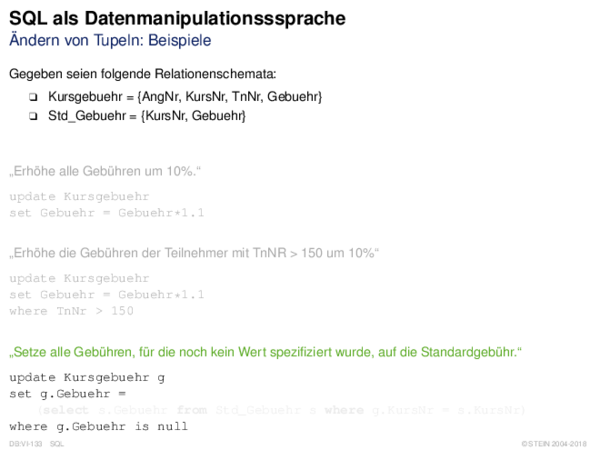 SQL als Datenmanipulationsssprache
Ändern von Tupeln: Beispiele
Gegeben seien folgende Relationenschemata:
❑ Kursgebuehr = {AngNr, KursNr, TnNr, Gebuehr}
❑ Std_Gebuehr = {KursNr, Gebuehr}
„Erhöhe alle Gebühren um 10%.“
update Kursgebuehr
set Gebuehr = Gebuehr*1.1
„Erhöhe die Gebühren der Teilnehmer mit TnNR > 150 um 10%“
update Kursgebuehr
set Gebuehr = Gebuehr*1.1
where TnNr > 150
„Setze alle Gebühren, für die noch kein Wert spezifiziert wurde, auf die Standardgebühr.“
update Kursgebuehr g
set g.Gebuehr =
(select s.Gebuehr from Std_Gebuehr s where g.KursNr = s.KursNr)
where g.Gebuehr is null
DB:VI-133 SQL
© STEIN 2004-2018